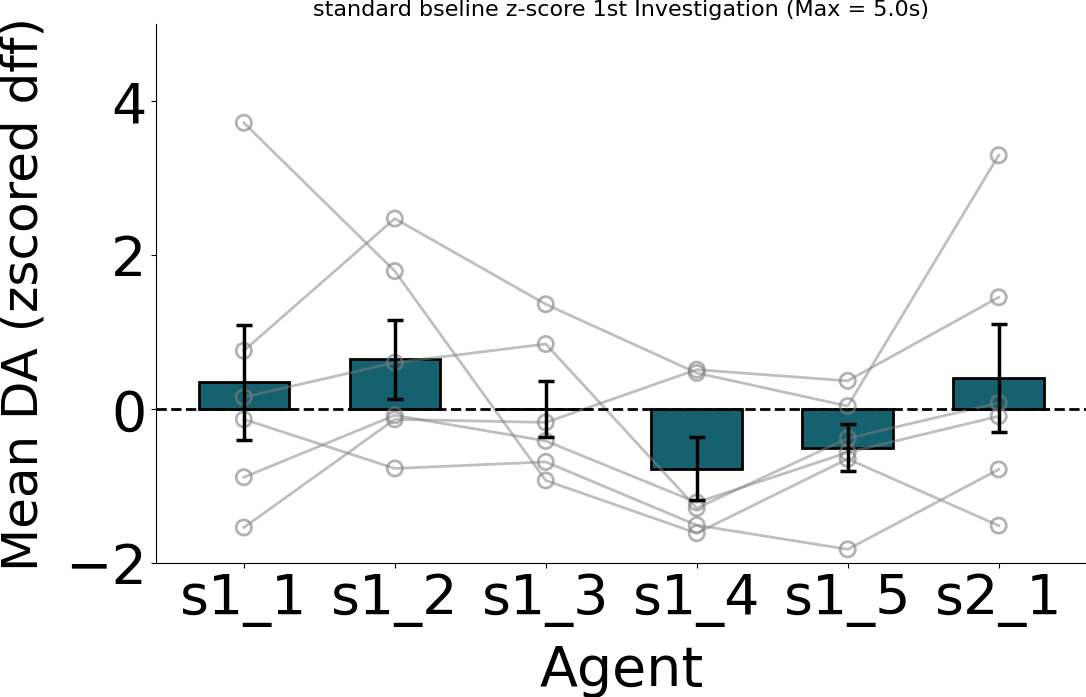 standard bseline z-score 1st Investigation (Max = 5.0s)
Mean DA (zscored dff)
4
2
0
−2
s1_1 s1_2 s1_3 s1_4 s1_5 s2_1
Agent